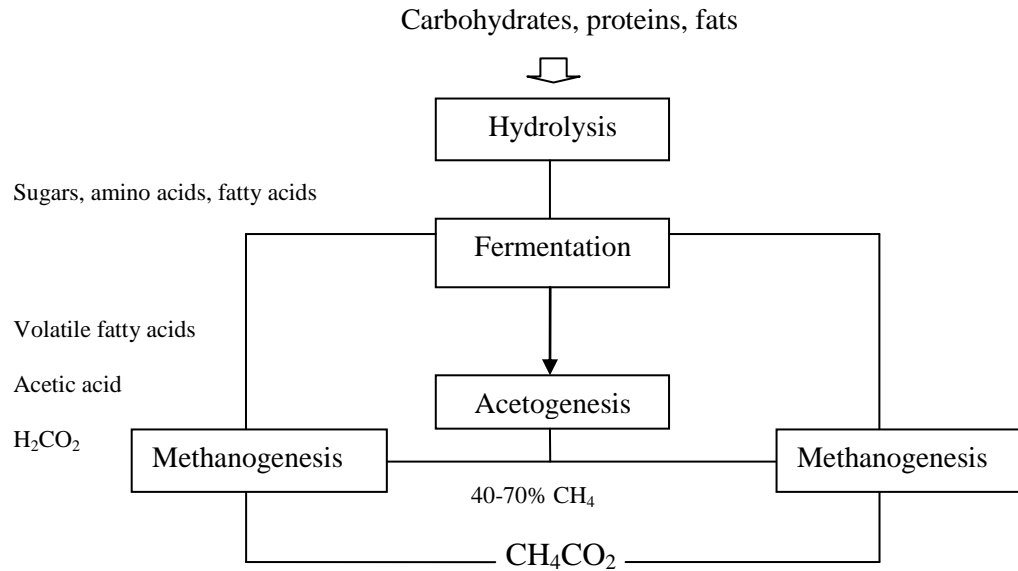 Carbohydrates, proteins, fats
Hydrolysis
Sugars, amino acids, fatty acids
Fermentation
Volatile fatty acids
Acetic acid
Acetogenesis
H₂CO₂
Methanogenesis
Methanogenesis
40-70% CH₄
CH₄CO₂